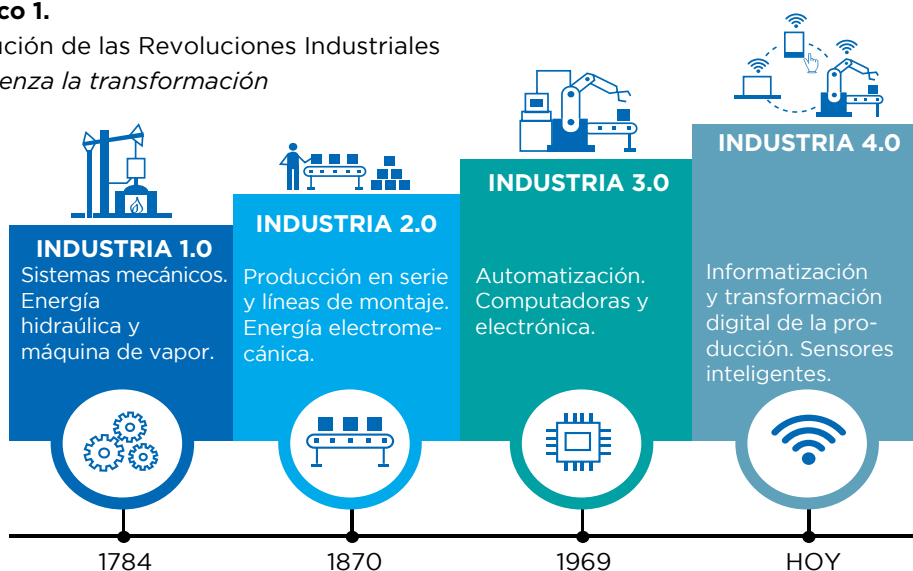 co 1.
ución de las Revoluciones Industriales
enza la transformación
INDUSTRIA 1.0
Sistemas mecánicos.
Energía
hidraúlica y
máquina de vapor.
INDUSTRIA 2.0
Producción en serie
y líneas de montaje.
Energía electrome-
cánica.
INDUSTRIA 3.0
Automatización.
Computadoras y
electrónica.
INDUSTRIA 4.0
Informatización
y transformación
digital de la pro-
ducción. Sensores
inteligentes.
1784
1870
1969
HOY